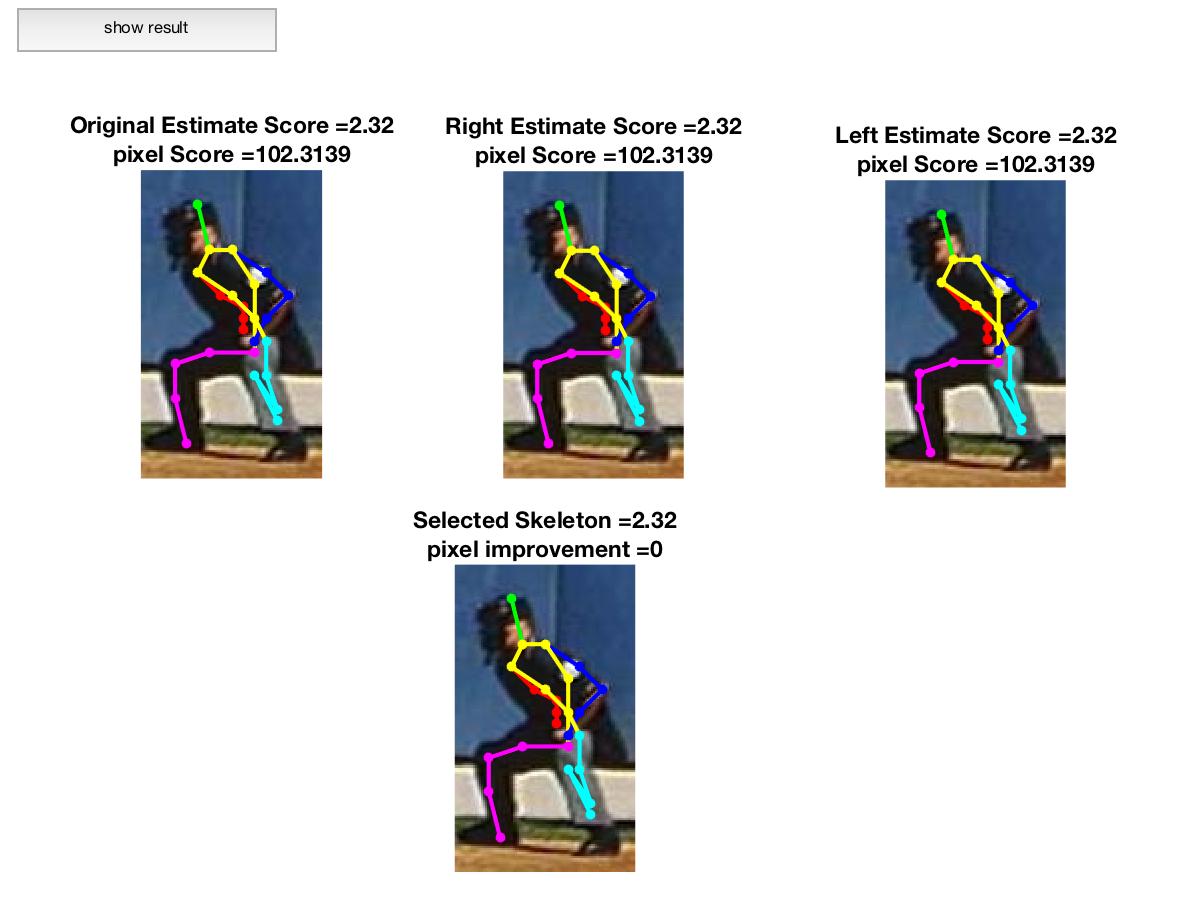 show result
Original Estimate Score =2.32
pixel Score =102.3139
Right Estimate Score =2.32
pixel Score =102.3139
Left Estimate Score =2.32
pixel Score =102.3139
Selected Skeleton =2.32
pixel improvement =0